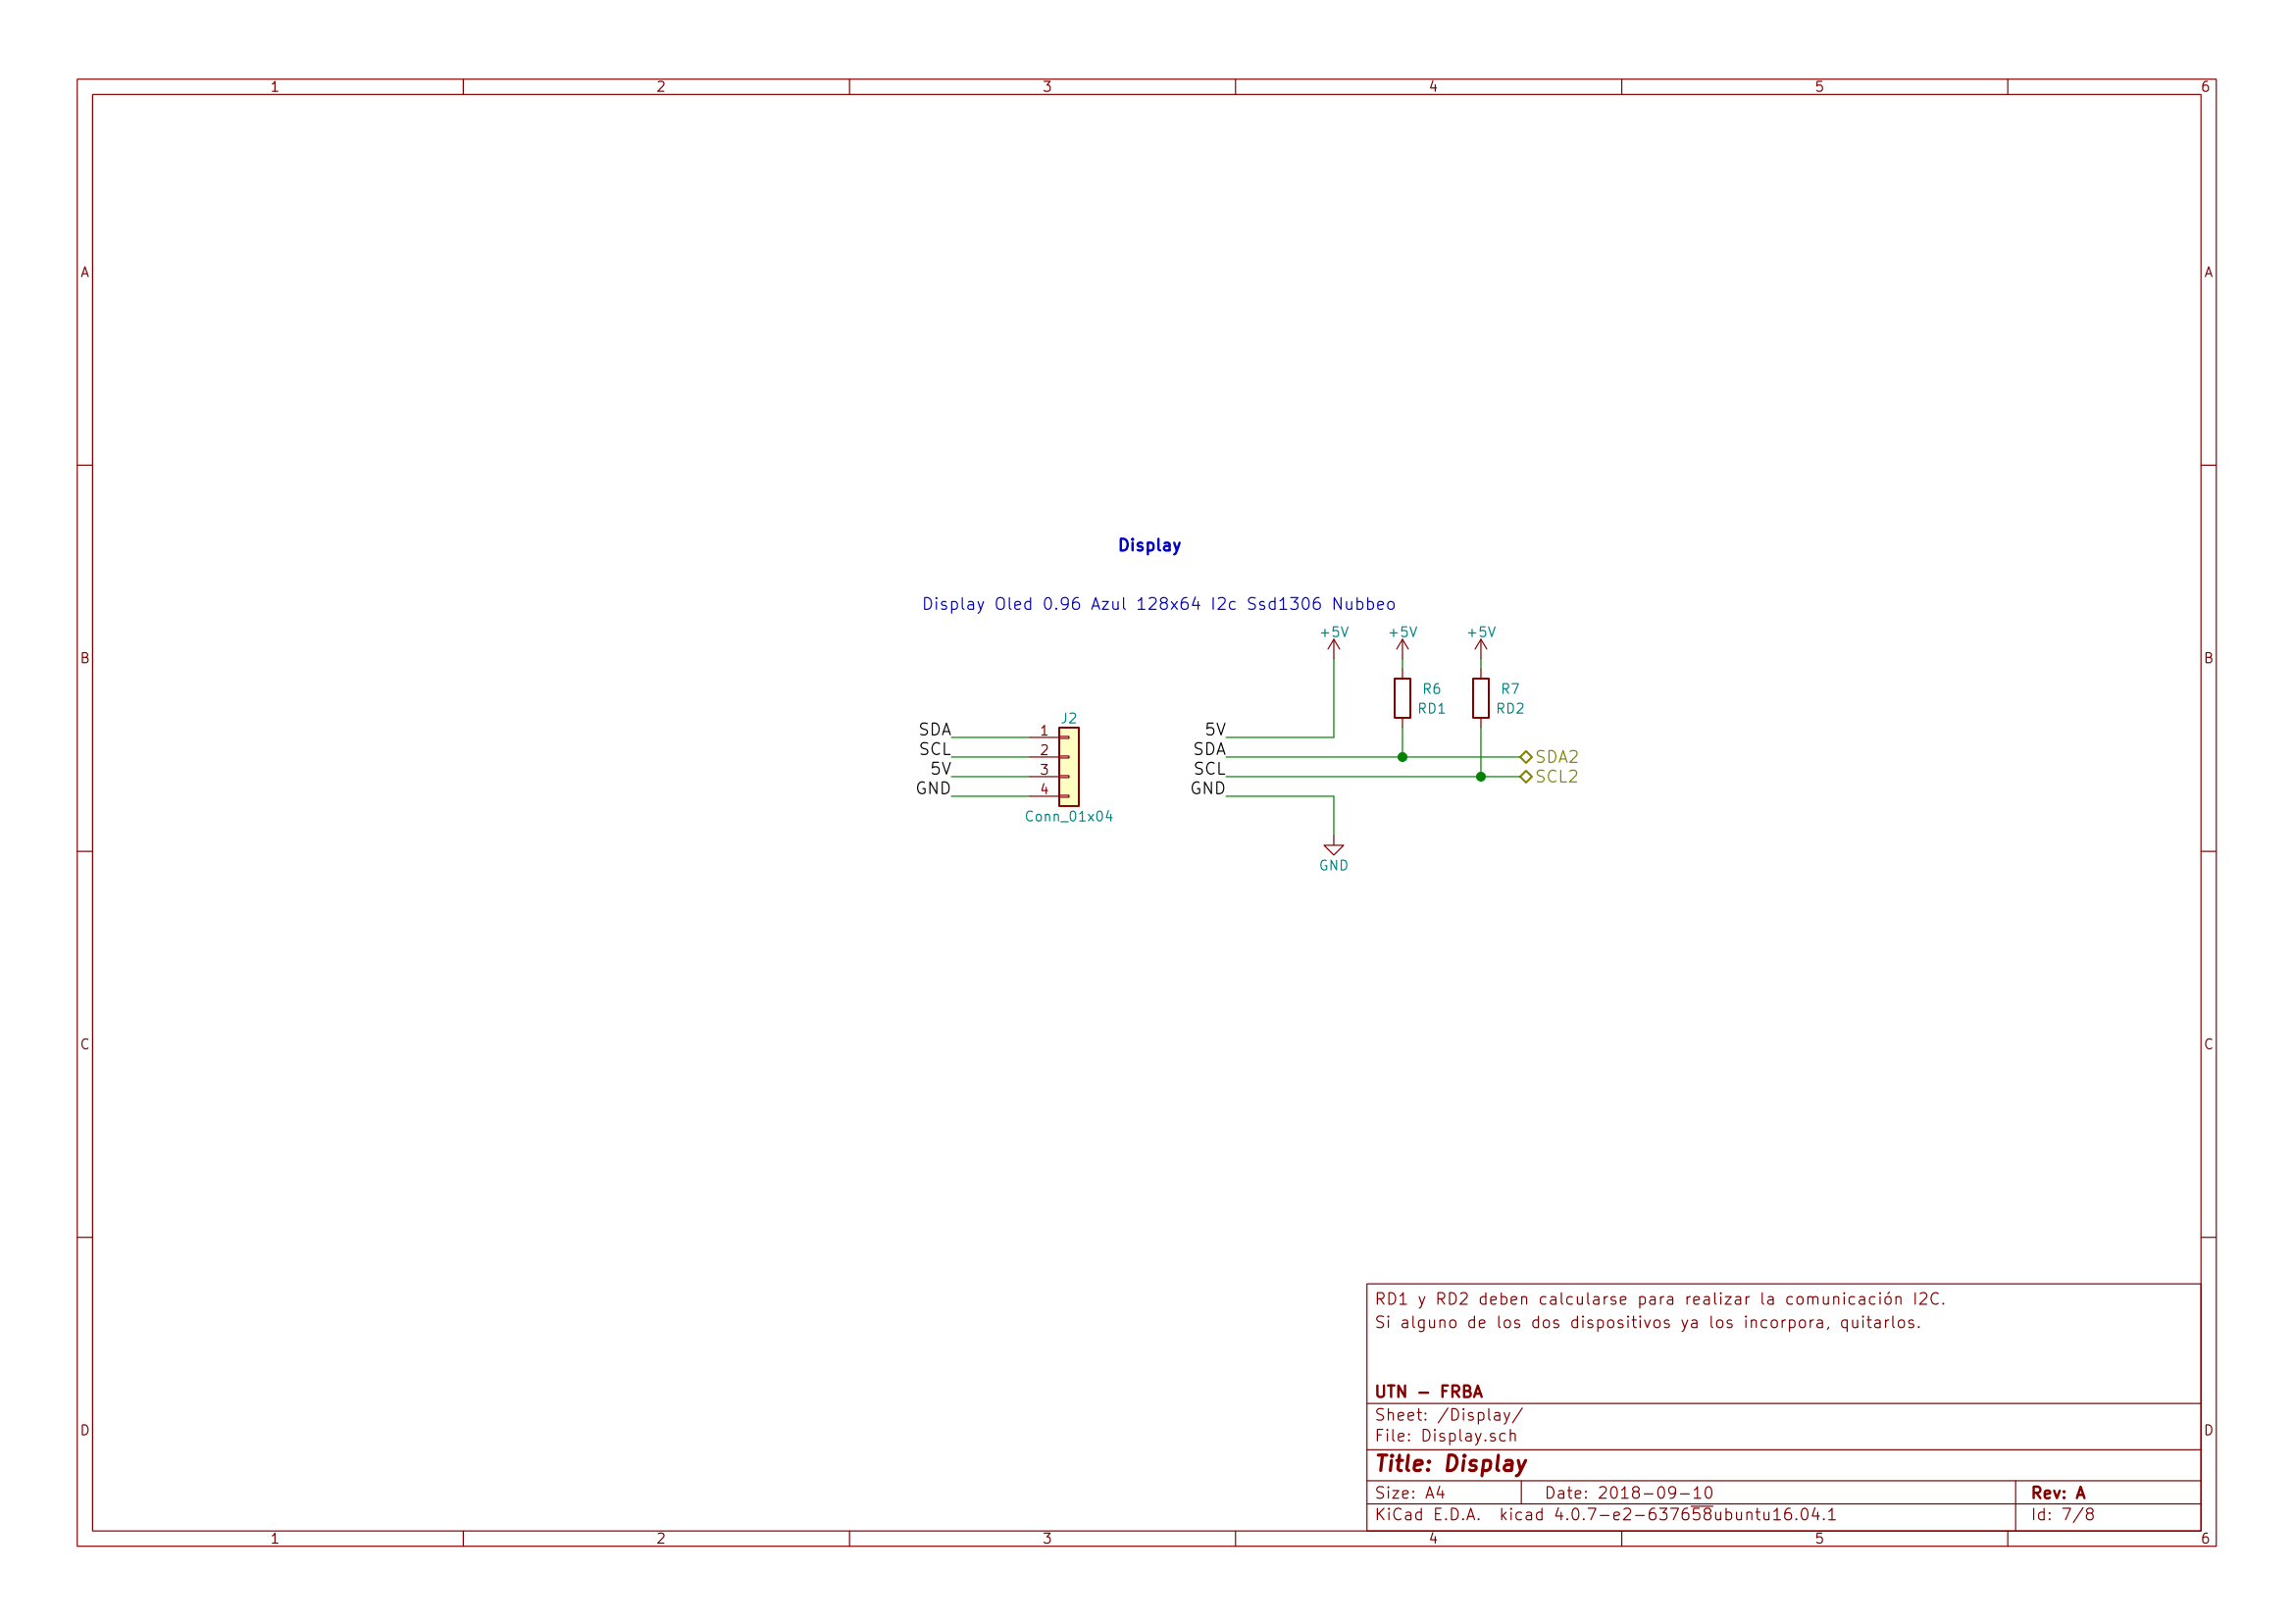 1 2 3 4 5 6
A A
B B
C C
D D
Display
Display Oled 0.96 Azul 128x64 I2c Ssd1306 Nubbeo
+5V +5V +5V
R6 R7
RD1 RD2
J2
SDA 1
SCL 2
5V 3
GND 4
Conn_01x04
5V
SDA SDA2
SCL SCL2
GND
GND
RD1 y RD2 deben calcularse para realizar la comunicación I2C.
Si alguno de los dos dispositivos ya los incorpora, quitarlos.
UTN - FRBA
Sheet: /Display/
File: Display.sch
Title: Display
Size: A4 Date: 2018-09-10 Rev: A
KiCad E.D.A. kicad 4.0.7-e2-637658ubuntu16.04.1 Id: 7/8
1 2 3 4 5 6